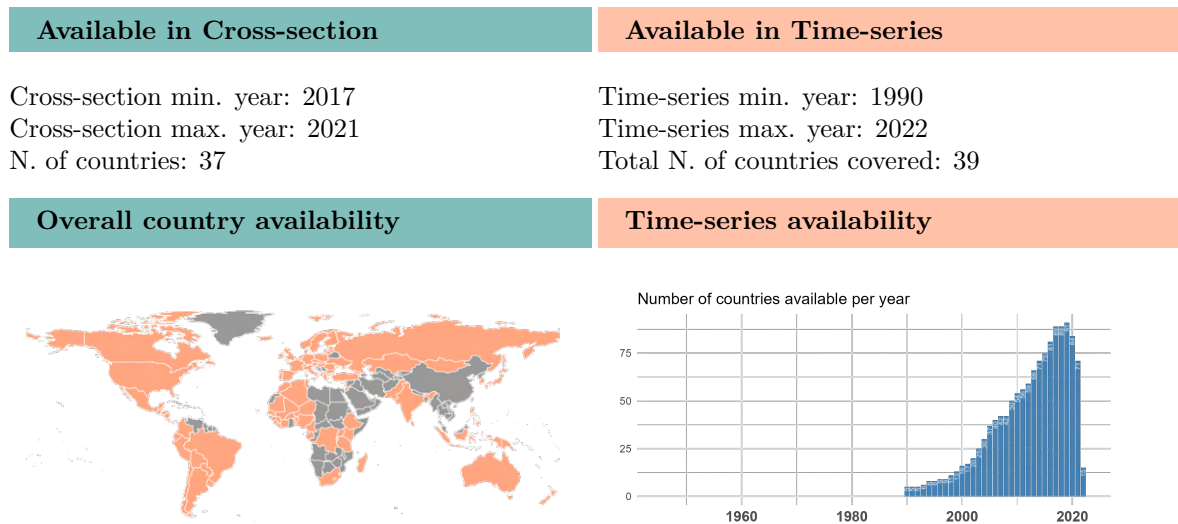 Available in Cross-section
Available in Time-series
Cross-section min. year: 2017
Cross-section max. year: 2021
N. of countries: 37
Time-series min. year: 1990
Time-series max. year: 2022
Total N. of countries covered: 39
Overall country availability
Time-series availability
Number of countries available per year
75
50
25
0
1960
1980
2000
2020